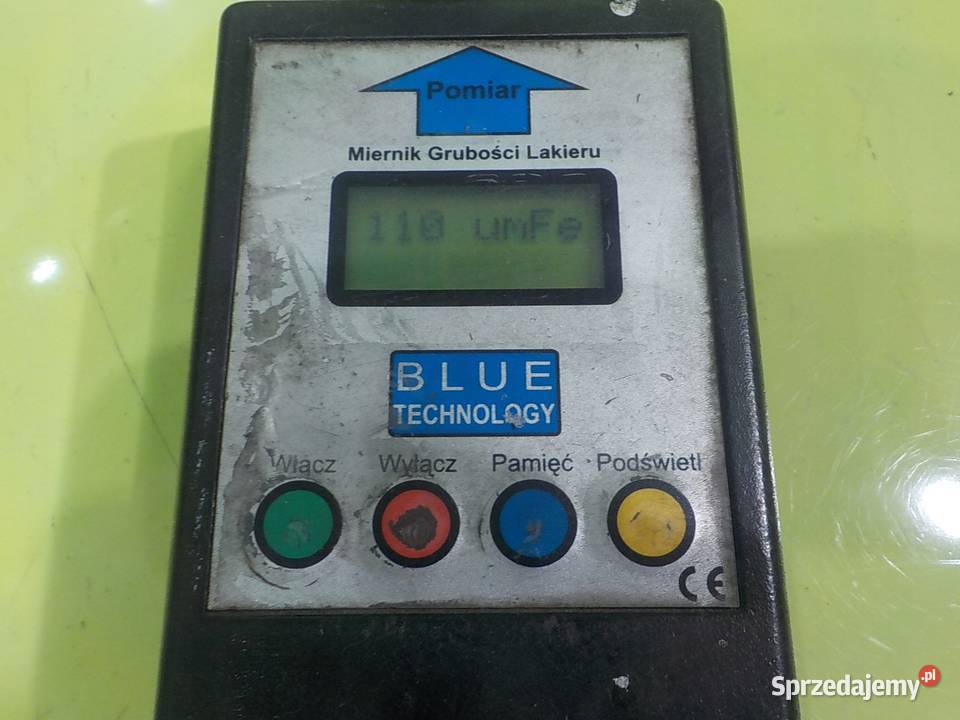 Pomiar
Miernik Grubości Lakieru
110 umFe
BLUE
TECHNOLOGY
Włącz Wyłącz Pamięć Podświetl
CE
Sprzedajemy.pl